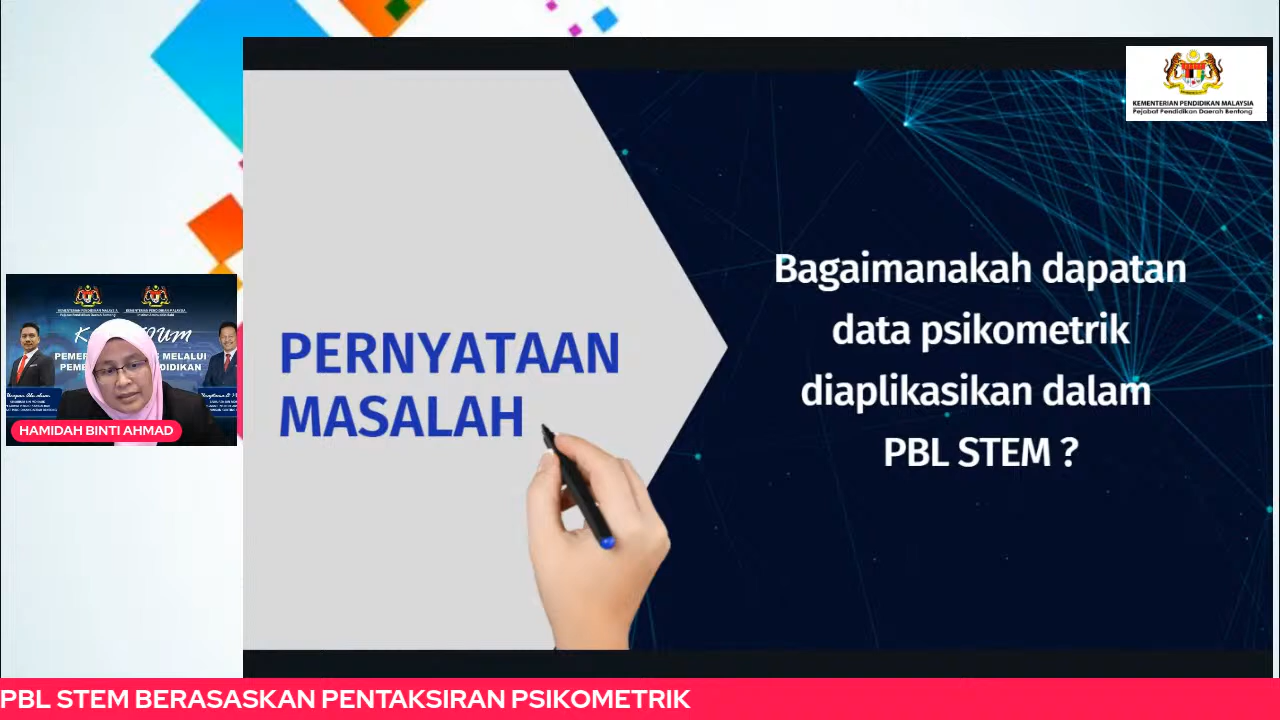 KEMENTERIAN PENDIDIKAN MALAYSIA
Pejabat Pendidikan Daerah Bentong
Bagaimanakah dapatan
data psikometrik
diaplikasikan dalam
PBL STEM ?
PERNYATAAN
MASALAH
HAMIDAH BINTI AHMAD
PBL STEM BERASASKAN PENTAKSIRAN PSIKOMETRIK